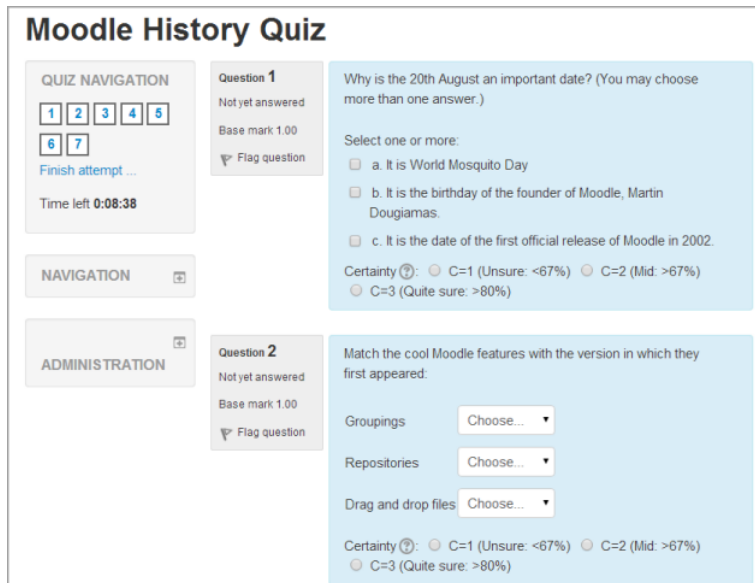 Moodle History Quiz
QUIZ NAVIGATION
1 2 3 4 5
6 7
Finish attempt ...
Time left 0:08:38
NAVIGATION
ADMINISTRATION
Question 1
Not yet answered
Base mark 1.00
Flag question
Why is the 20th August an important date? (You may choose
more than one answer.)
Select one or more:
a. It is World Mosquito Day
b. It is the birthday of the founder of Moodle, Martin
Dougiamas.
c. It is the date of the first official release of Moodle in 2002.
Certainty ?: C=1 (Unsure: <67%) C=2 (Mid: >67%)
C=3 (Quite sure: >80%)
Question 2
Not yet answered
Base mark 1.00
Flag question
Match the cool Moodle features with the version in which they
first appeared:
Groupings Choose...
Repositories Choose...
Drag and drop files Choose...
Certainty ?: C=1 (Unsure: <67%) C=2 (Mid: >67%)
C=3 (Quite sure: >80%)